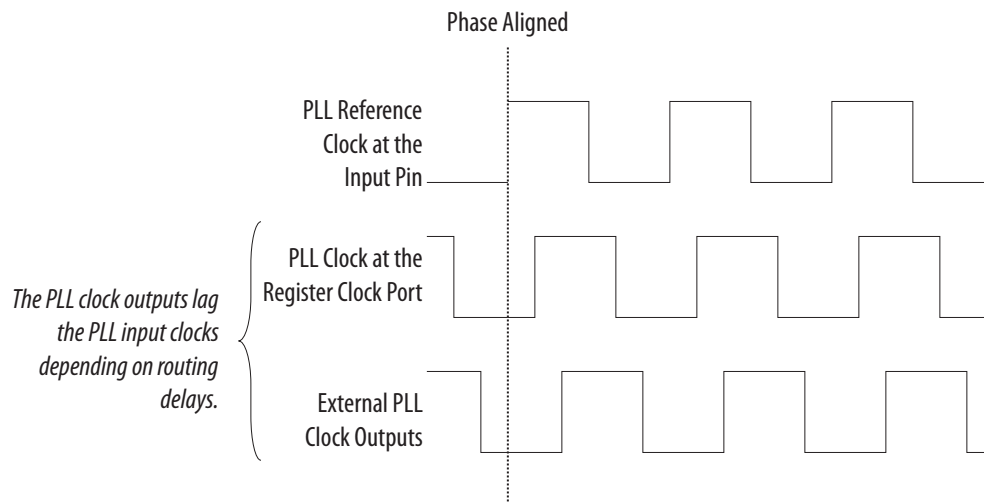 Phase Aligned
PLL Reference
Clock at the
Input Pin
PLL Clock at the
Register Clock Port
The PLL clock outputs lag
the PLL input clocks
depending on routing
delays.
External PLL
Clock Outputs